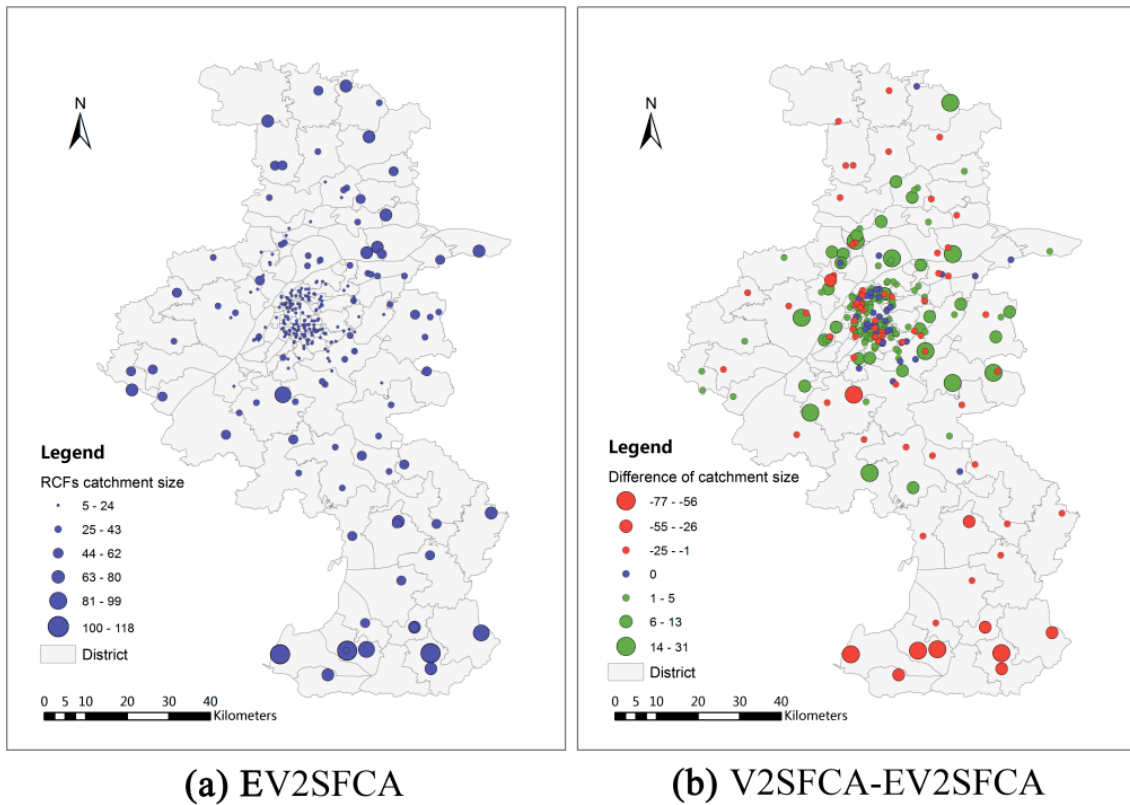 N
Legend
RCFs catchment size
5 - 24
25 - 43
44 - 62
63 - 80
81 - 99
100 - 118
District
0 5 10 20 30 40
Kilometers
(a) EV2SFCA
N
Legend
Difference of catchment size
-77 - -56
-55 - -26
-25 - -1
0
1 - 5
6 - 13
14 - 31
District
0 5 10 20 30 40
Kilometers
(b) V2SFCA-EV2SFCA